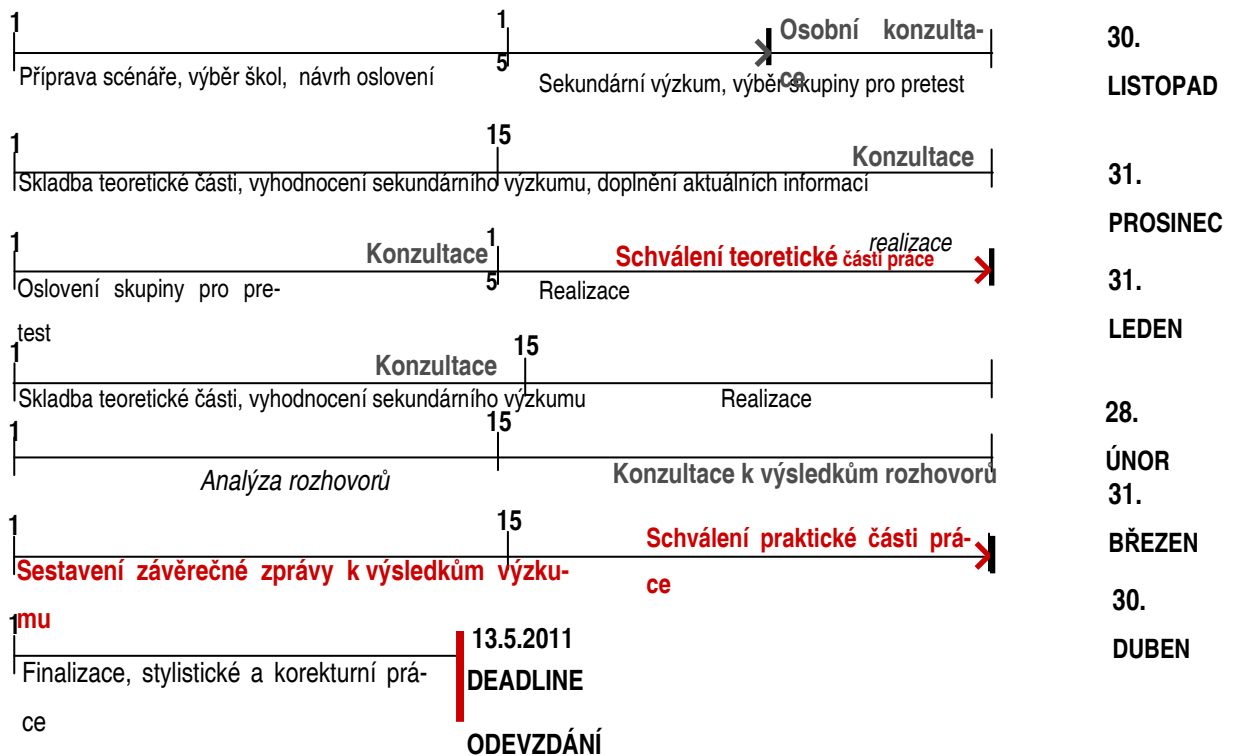 1
1
5
Osobní konzulta-
ce
30.
LISTOPAD
Příprava scénáře, výběr škol, návrh oslovení
Sekundární výzkum, výběr skupiny pro pretest
1
15
Konzultace
31.
PROSINEC
Skladba teoretické části, vyhodnocení sekundárního výzkumu, doplnění aktuálních informací
1
Konzultace
1
5
realizace
Schválení teoretické části práce
31.
LEDEN
Oslovení skupiny pro pre-
test
Realizace
1
Konzultace
15
Skladba teoretické části, vyhodnocení sekundárního výzkumu
Realizace
28.
ÚNOR
1
15
Analýza rozhovorů
Konzultace k výsledkům rozhovorů
31.
BŘEZEN
1
15
Schválení praktické části prá-
ce
Sestavení závěrečné zprávy k výsledkům výzku-
mu
30.
DUBEN
1
13.5.2011
DEADLINE
ODEVZDÁNÍ
Finalizace, stylistické a korekturní prá-
ce